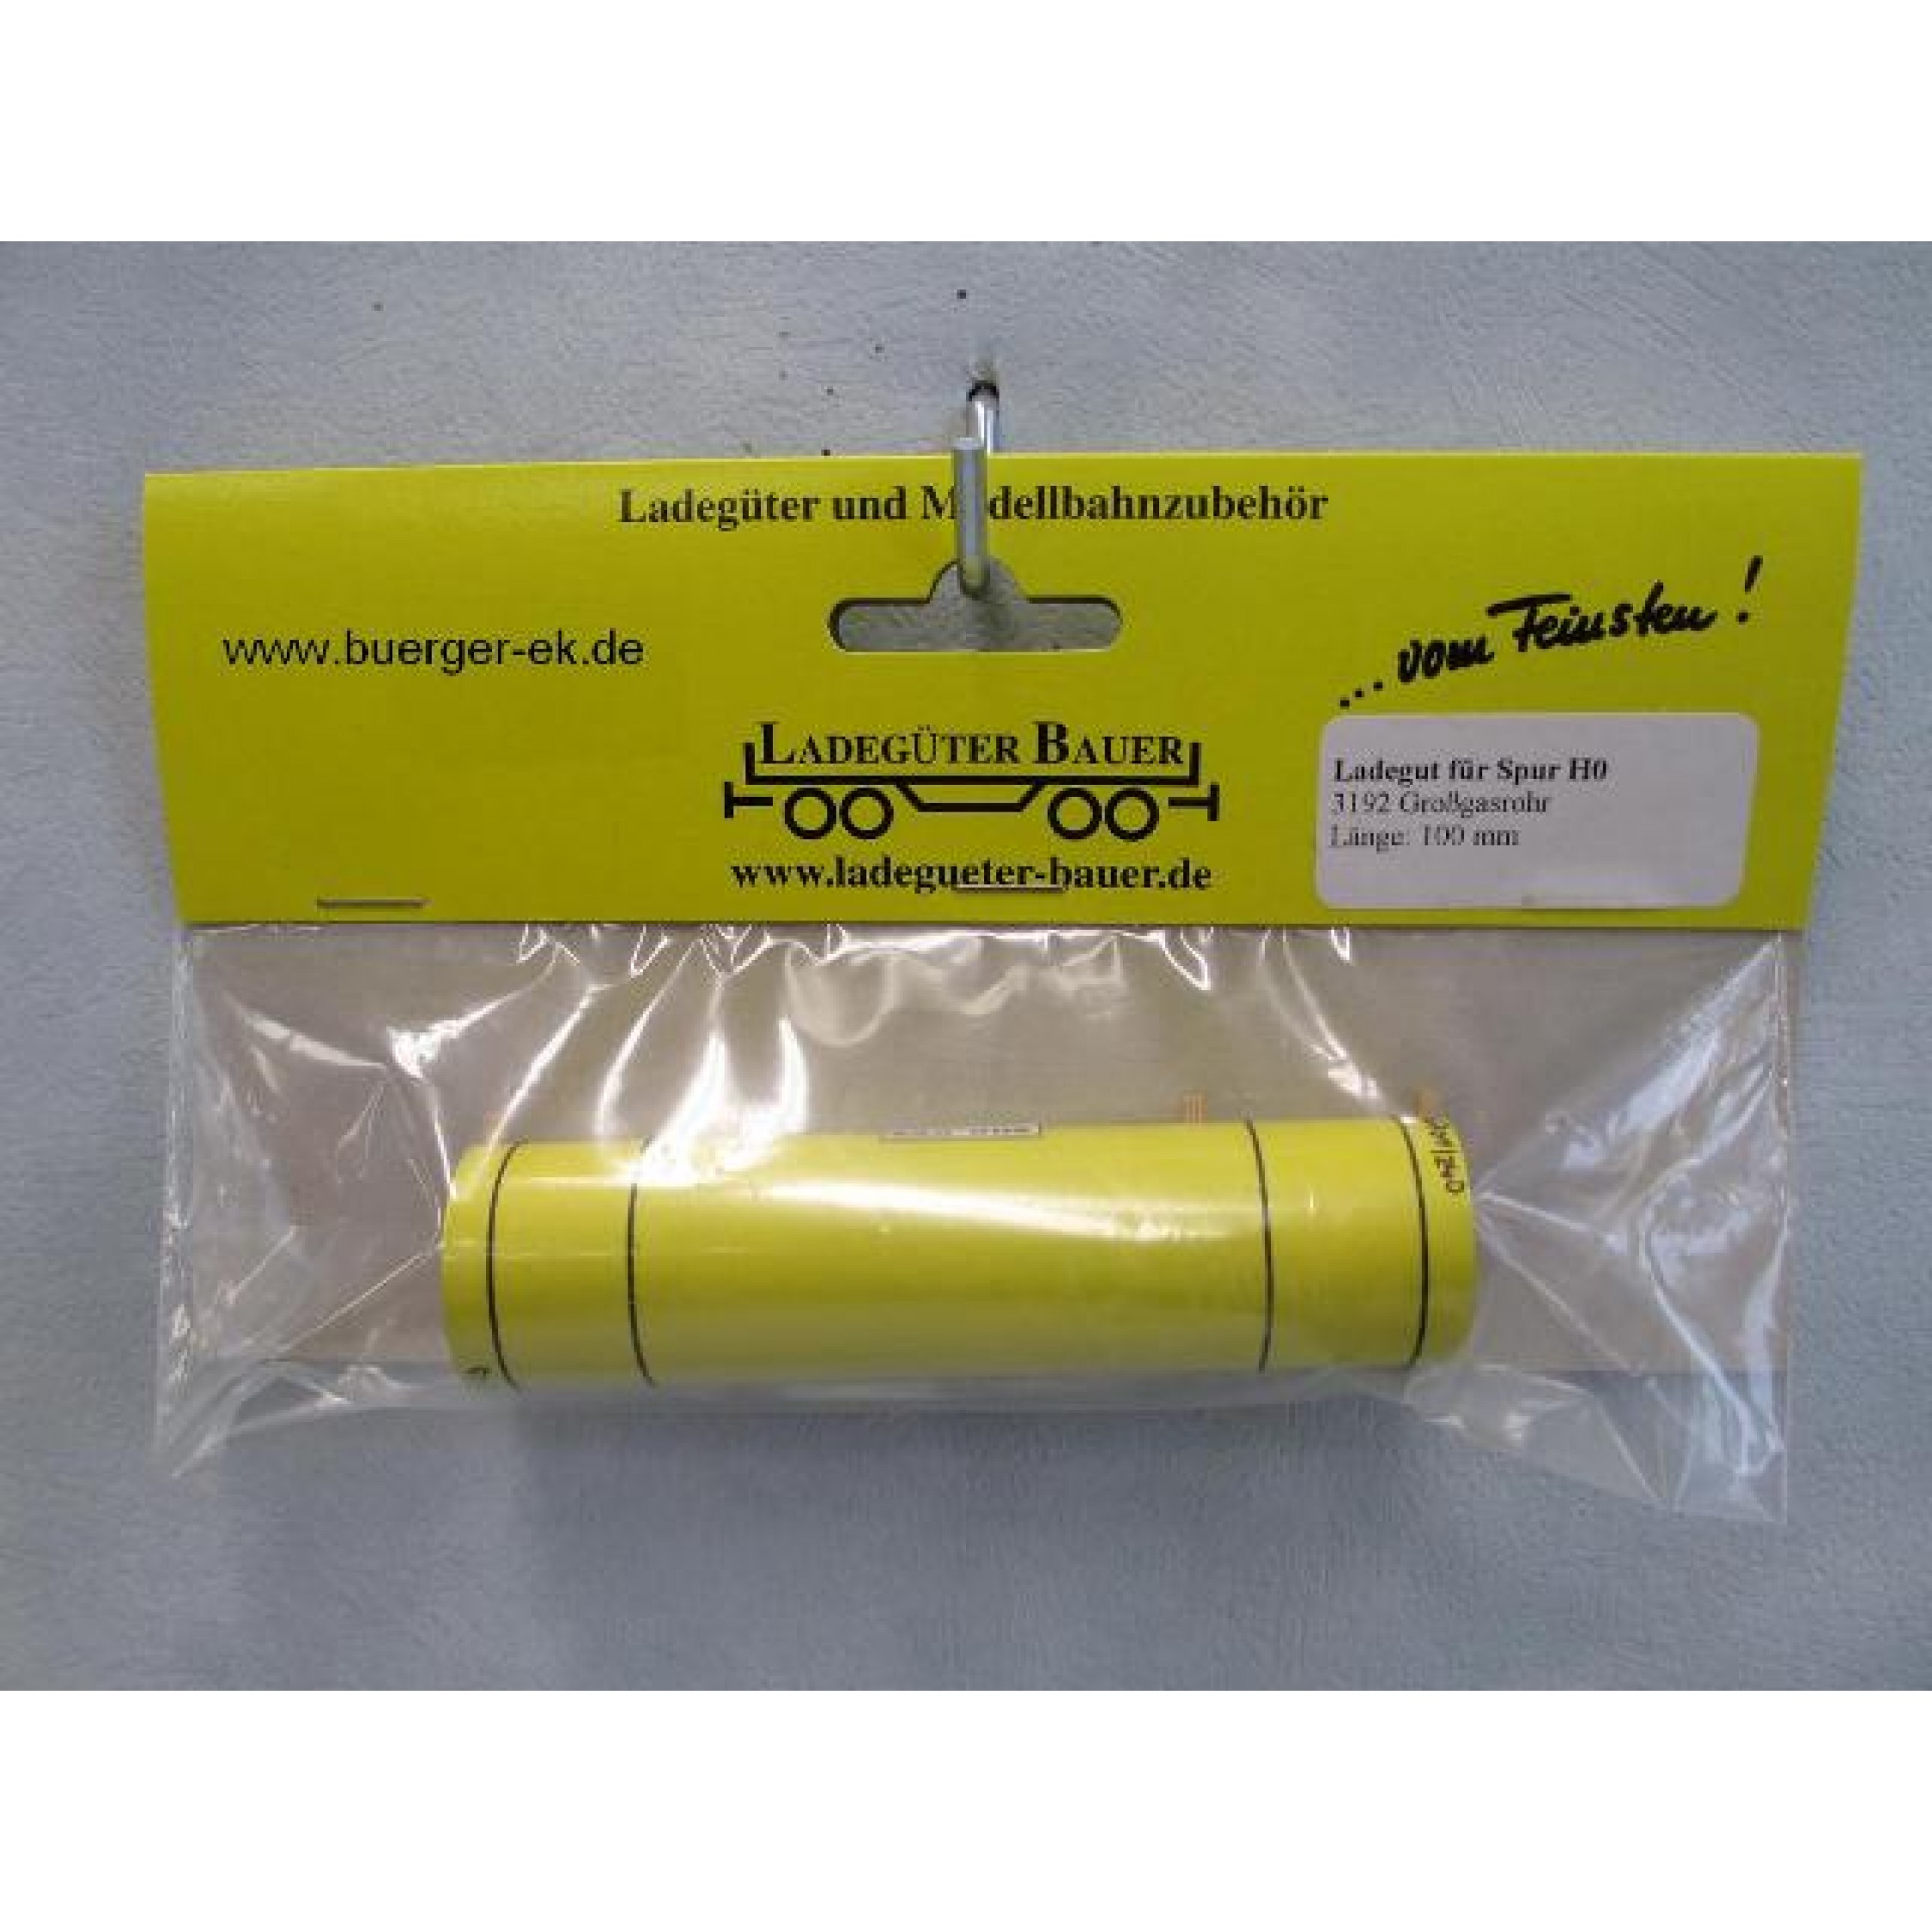 Ladegüter und Modellbahnzubehör
www.buerger-ek.de
... vom Feinsten !
LADEGÜTER BAUER
www.ladegueter-bauer.de
Ladegut für Spur H0
3192 Großgasrohr
Länge: 100 mm